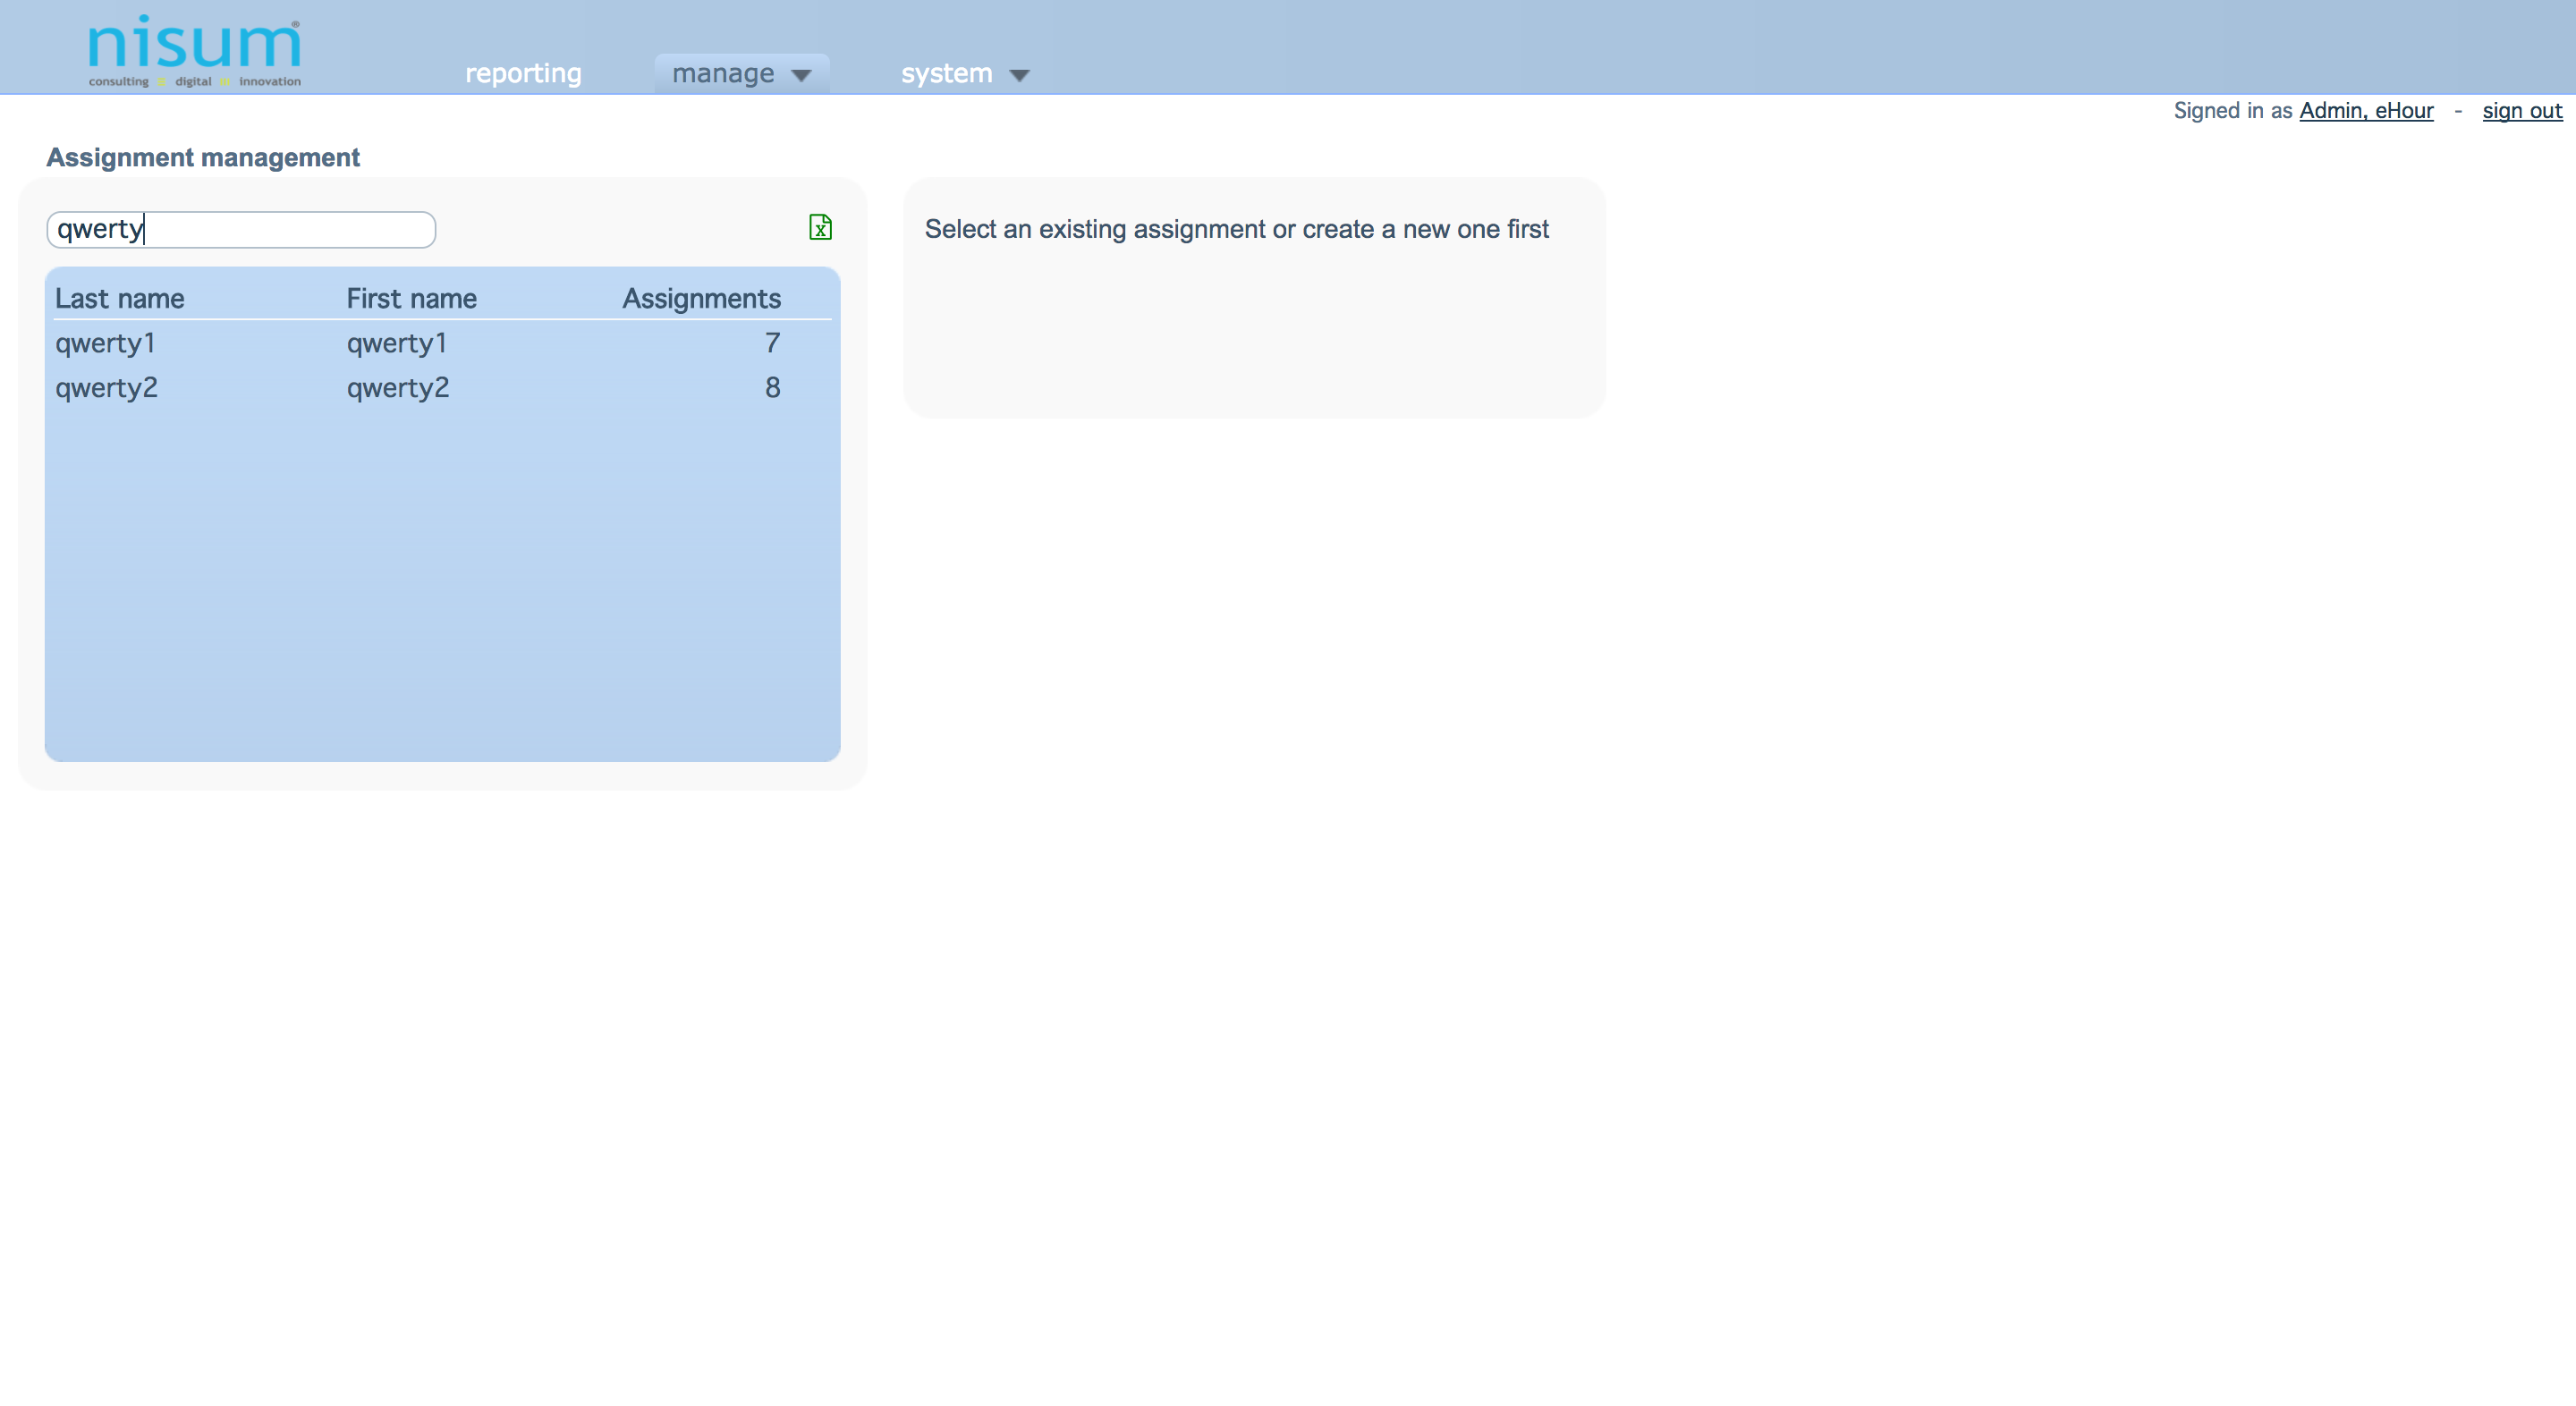 nisum®
consulting digital innovation
reporting manage system
Signed in as Admin, eHour - sign out
Assignment management
qwerty
Select an existing assignment or create a new one first
Last name First name Assignments
qwerty1 qwerty1 7
qwerty2 qwerty2 8